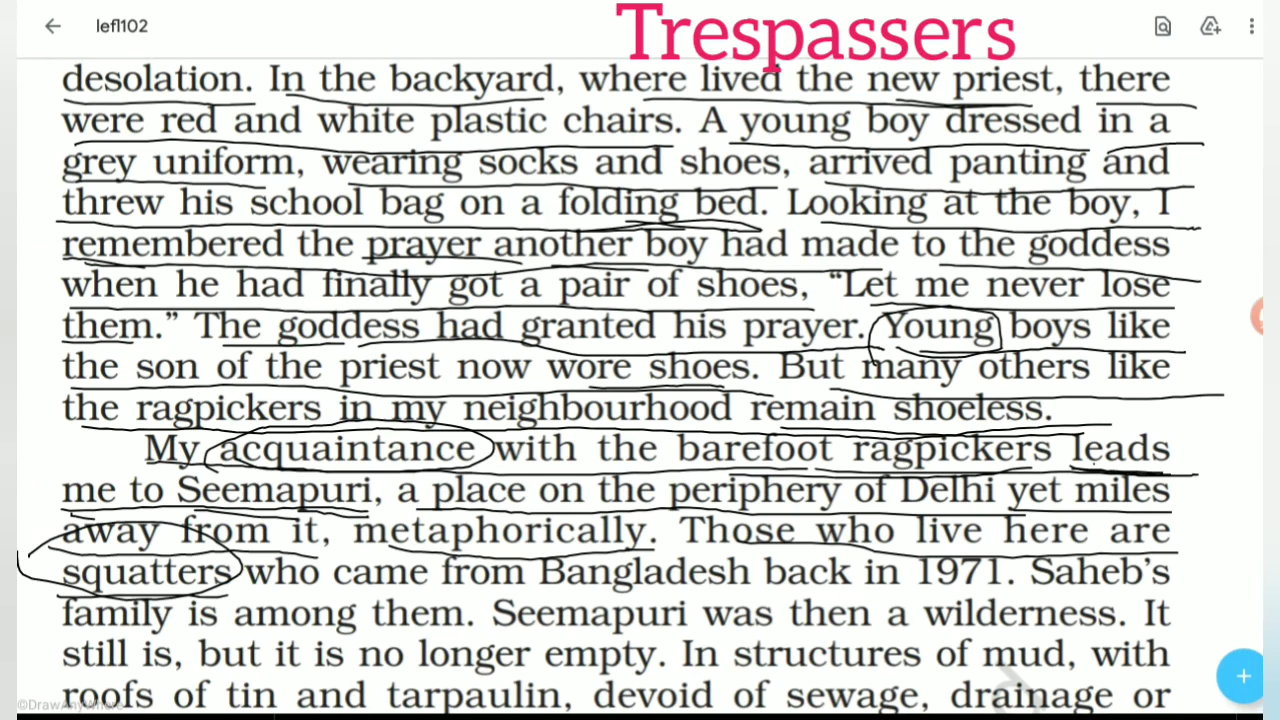 lefl102
Trespassers
desolation. In the backyard, where lived the new priest, there
were red and white plastic chairs. A young boy dressed in a
grey uniform, wearing socks and shoes, arrived panting and
threw his school bag on a folding bed. Looking at the boy, I
remembered the prayer another boy had made to the goddess
when he had finally got a pair of shoes, “Let me never lose
them.” The goddess had granted his prayer. Young boys like
the son of the priest now wore shoes. But many others like
the ragpickers in my neighbourhood remain shoeless.
My acquaintance with the barefoot ragpickers leads
me to Seemapuri, a place on the periphery of Delhi yet miles
away from it, metaphorically. Those who live here are
squatters who came from Bangladesh back in 1971. Saheb’s
family is among them. Seemapuri was then a wilderness. It
still is, but it is no longer empty. In structures of mud, with
roofs of tin and tarpaulin, devoid of sewage, drainage or
©DrawAnyWhere